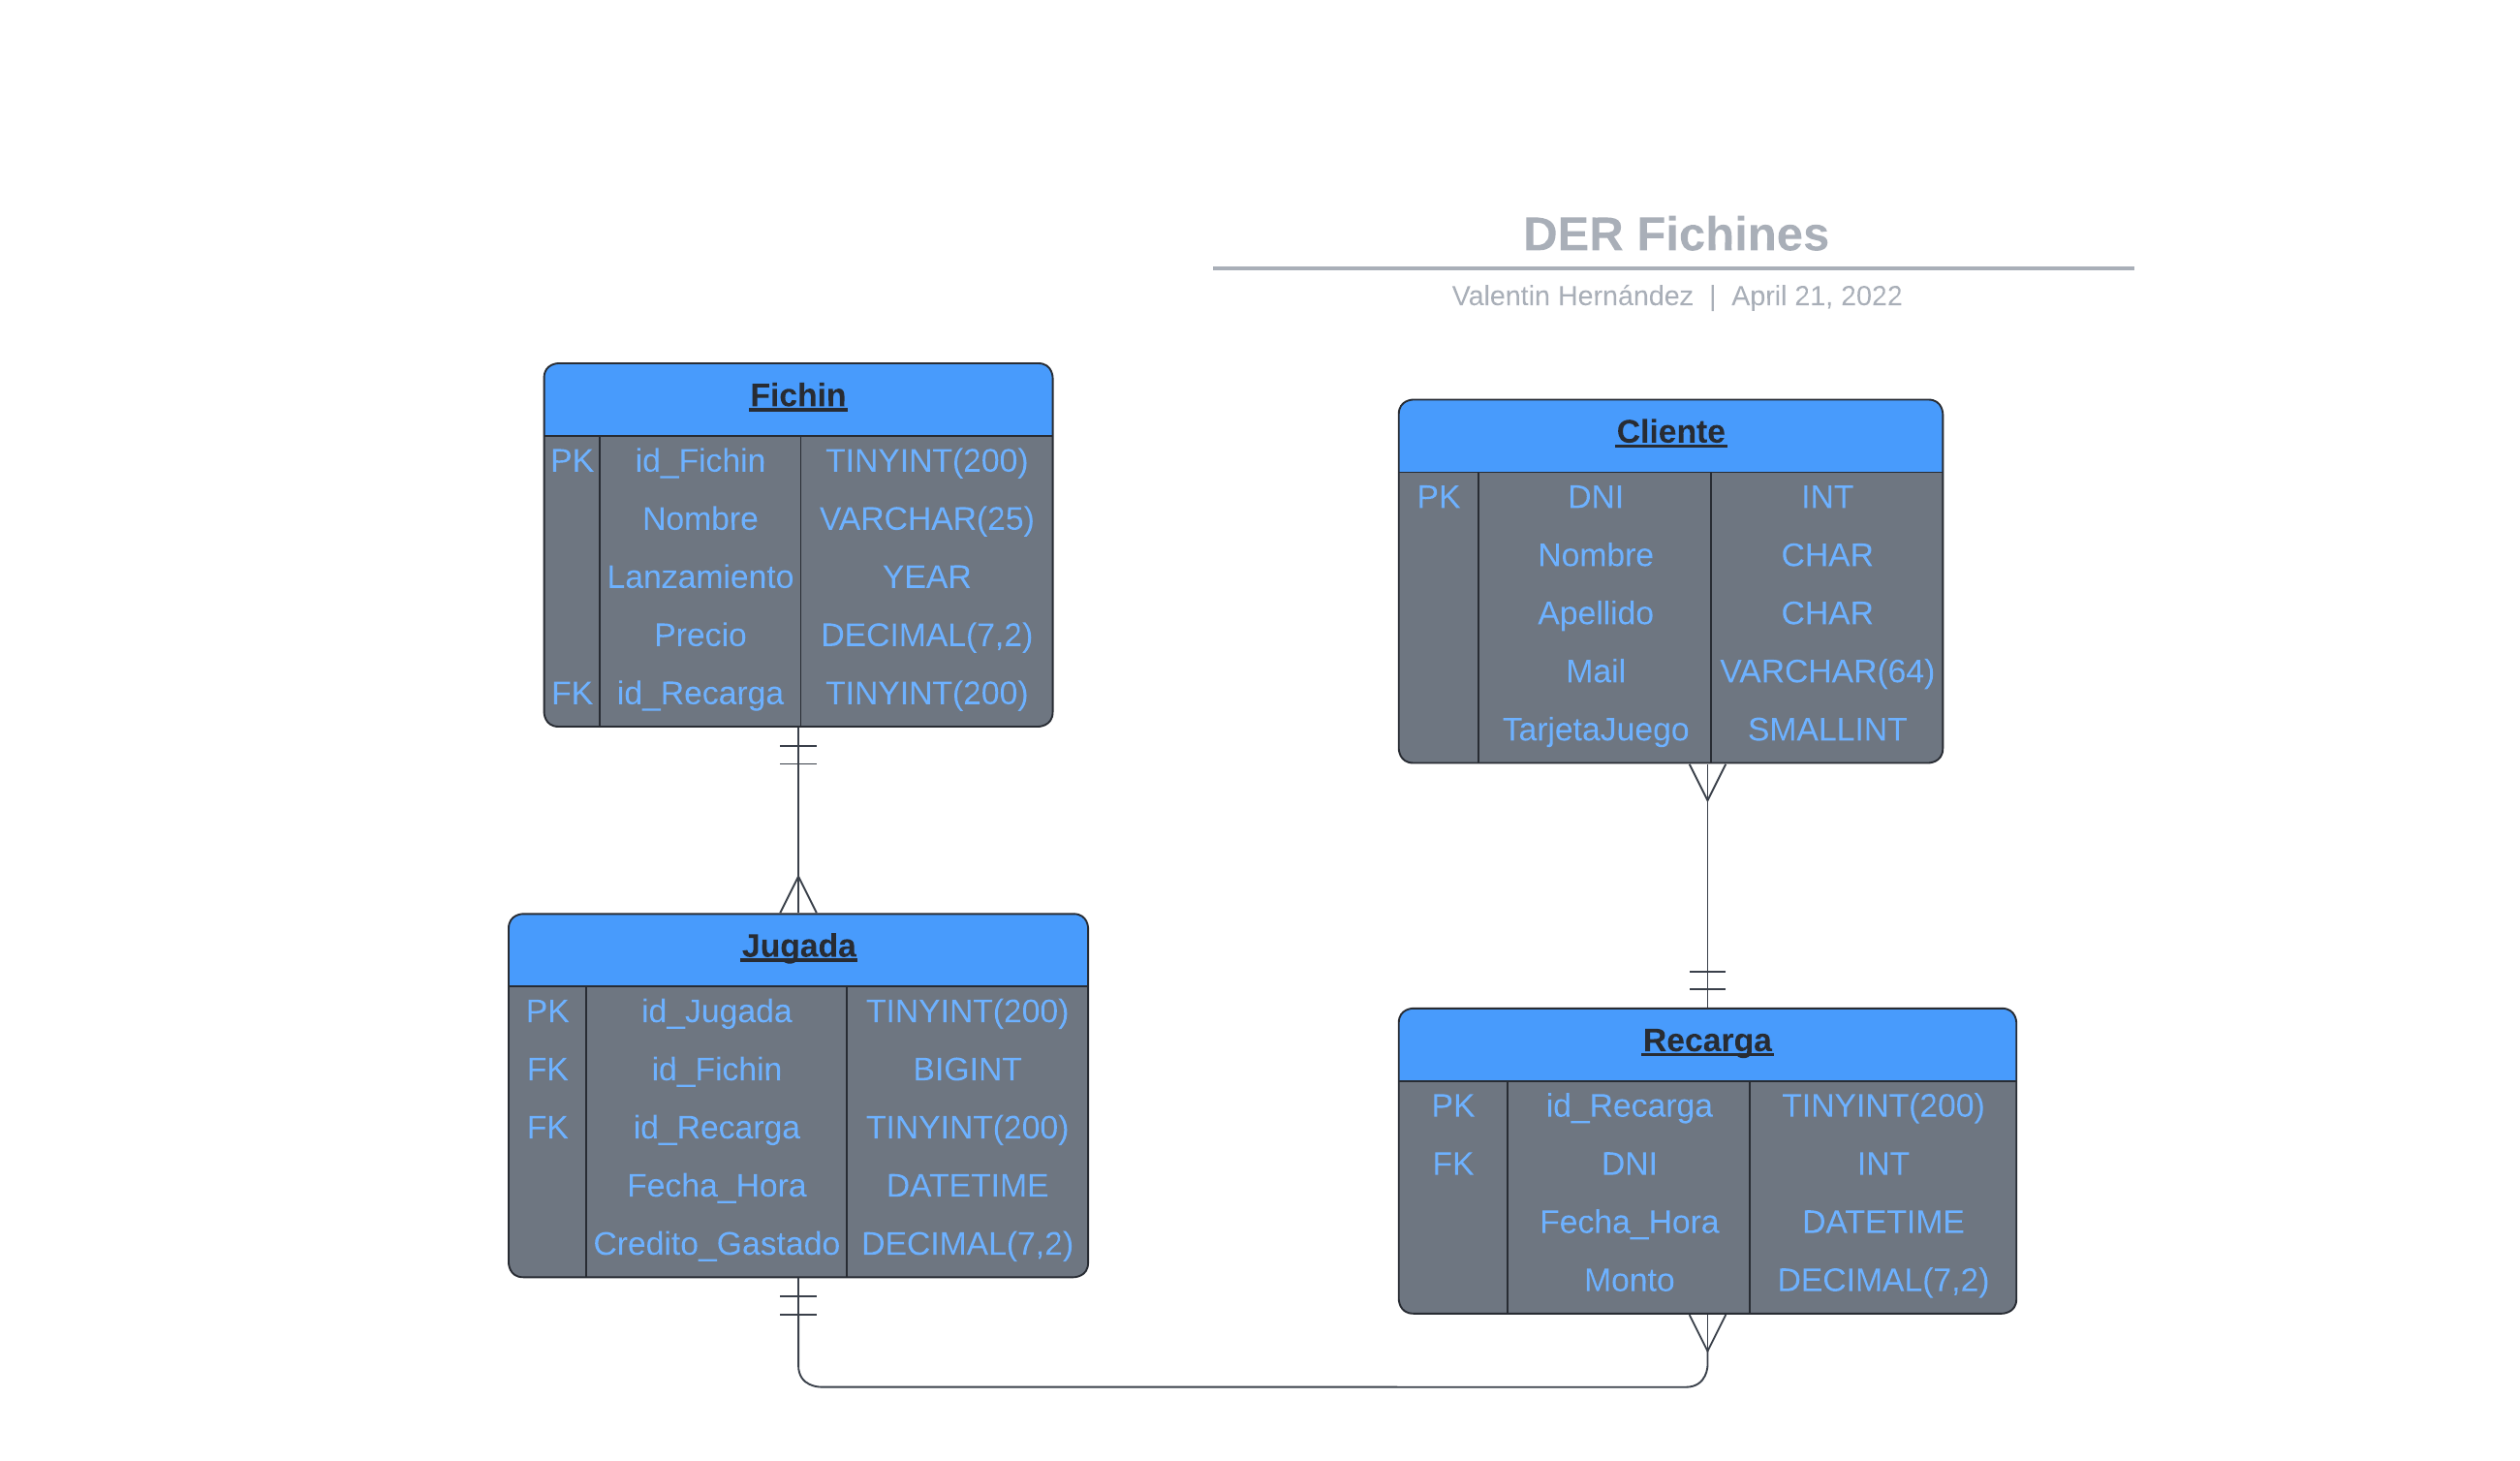 DER Fichines
Valentin Hernández | April 21, 2022
Fichin
PK id_Fichin TINYINT(200)
Nombre VARCHAR(25)
Lanzamiento YEAR
Precio DECIMAL(7,2)
FK id_Recarga TINYINT(200)
Cliente
PK DNI INT
Nombre CHAR
Apellido CHAR
Mail VARCHAR(64)
TarjetaJuego SMALLINT
Jugada
PK id_Jugada TINYINT(200)
FK id_Fichin BIGINT
FK id_Recarga TINYINT(200)
Fecha_Hora DATETIME
Credito_Gastado DECIMAL(7,2)
Recarga
PK id_Recarga TINYINT(200)
FK DNI INT
Fecha_Hora DATETIME
Monto DECIMAL(7,2)